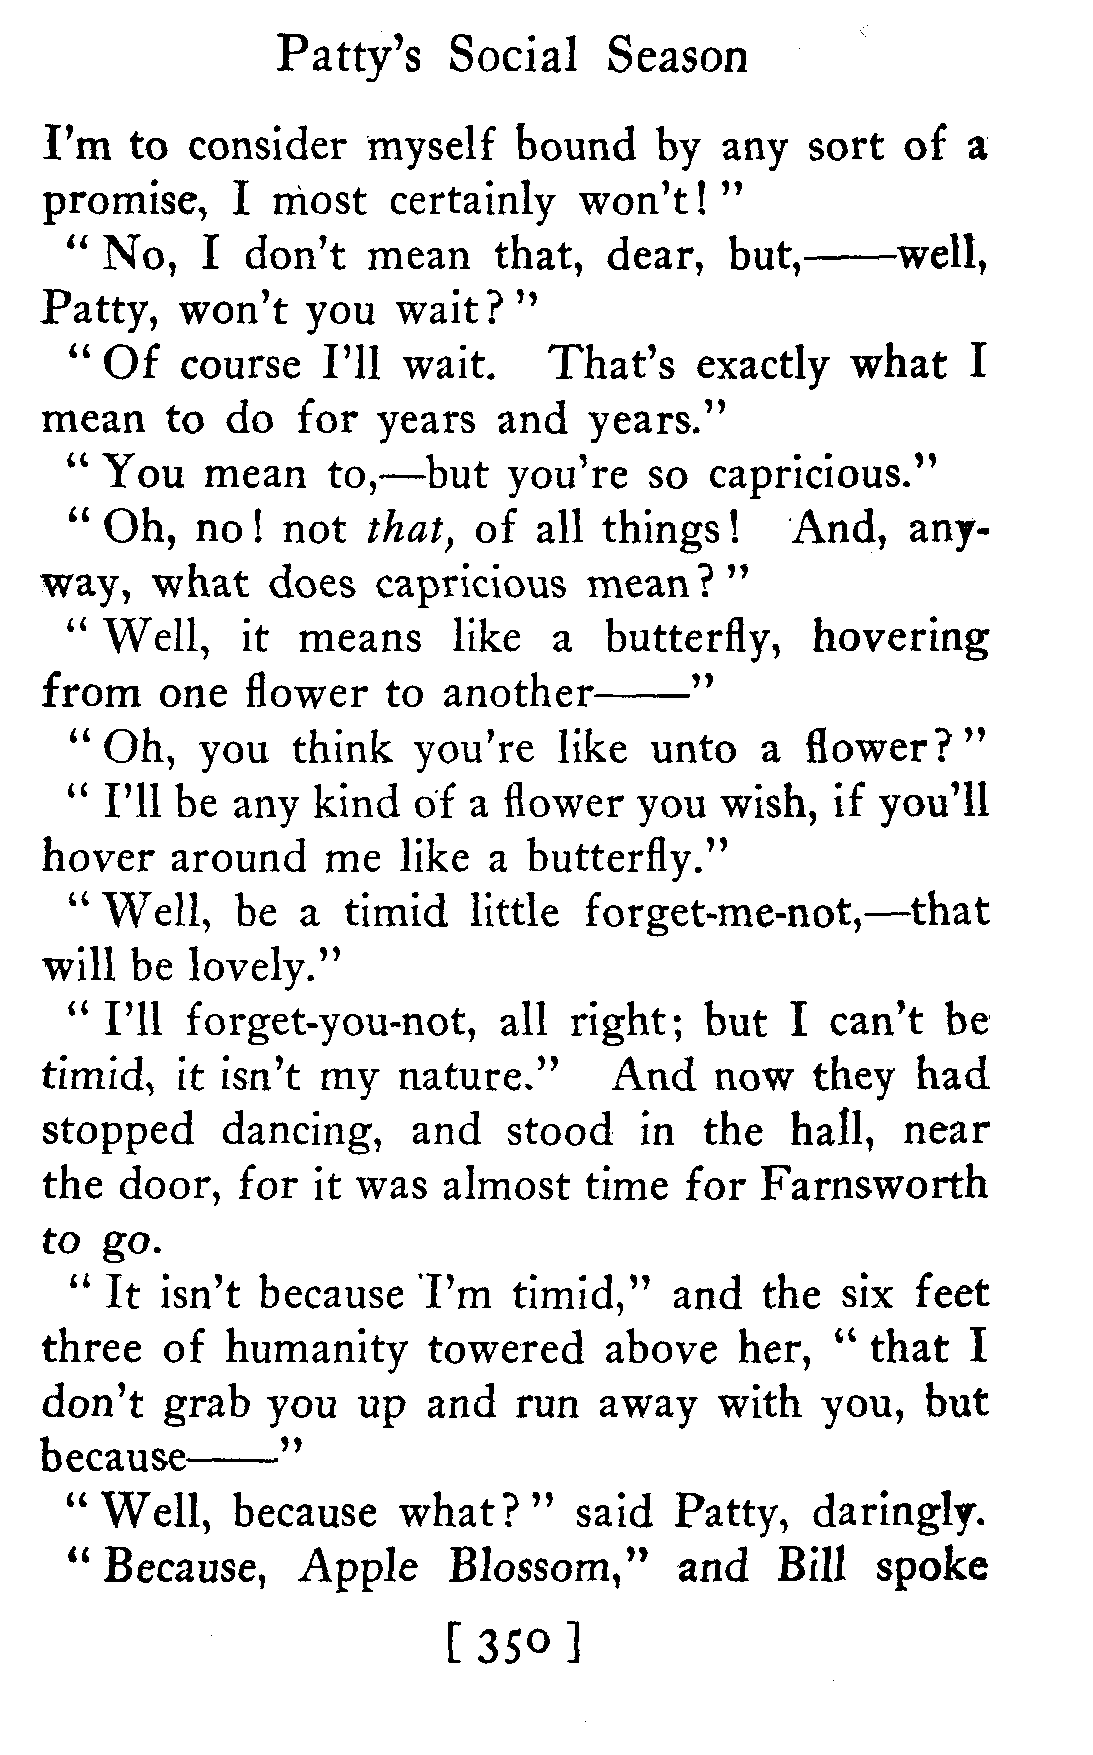 Patty's Social Season
I'm to consider myself bound by any sort of a
promise, I most certainly won't! "
" No, I don't mean that, dear, but,——well,
Patty, won't you wait? "
" Of course I'll wait. That's exactly what I
mean to do for years and years."
" You mean to,—but you're so capricious."
" Oh, no! not that, of all things! And, any-
way, what does capricious mean? "
" Well, it means like a butterfly, hovering
from one flower to another——"
" Oh, you think you're like unto a flower? "
" I'll be any kind of a flower you wish, if you'll
hover around me like a butterfly."
" Well, be a timid little forget-me-not,—that
will be lovely."
" I'll forget-you-not, all right; but I can't be
timid, it isn't my nature." And now they had
stopped dancing, and stood in the hall, near
the door, for it was almost time for Farnsworth
to go.
" It isn't because I'm timid," and the six feet
three of humanity towered above her, " that I
don't grab you up and run away with you, but
because——"
" Well, because what? " said Patty, daringly.
" Because, Apple Blossom," and Bill spoke
[ 350 ]